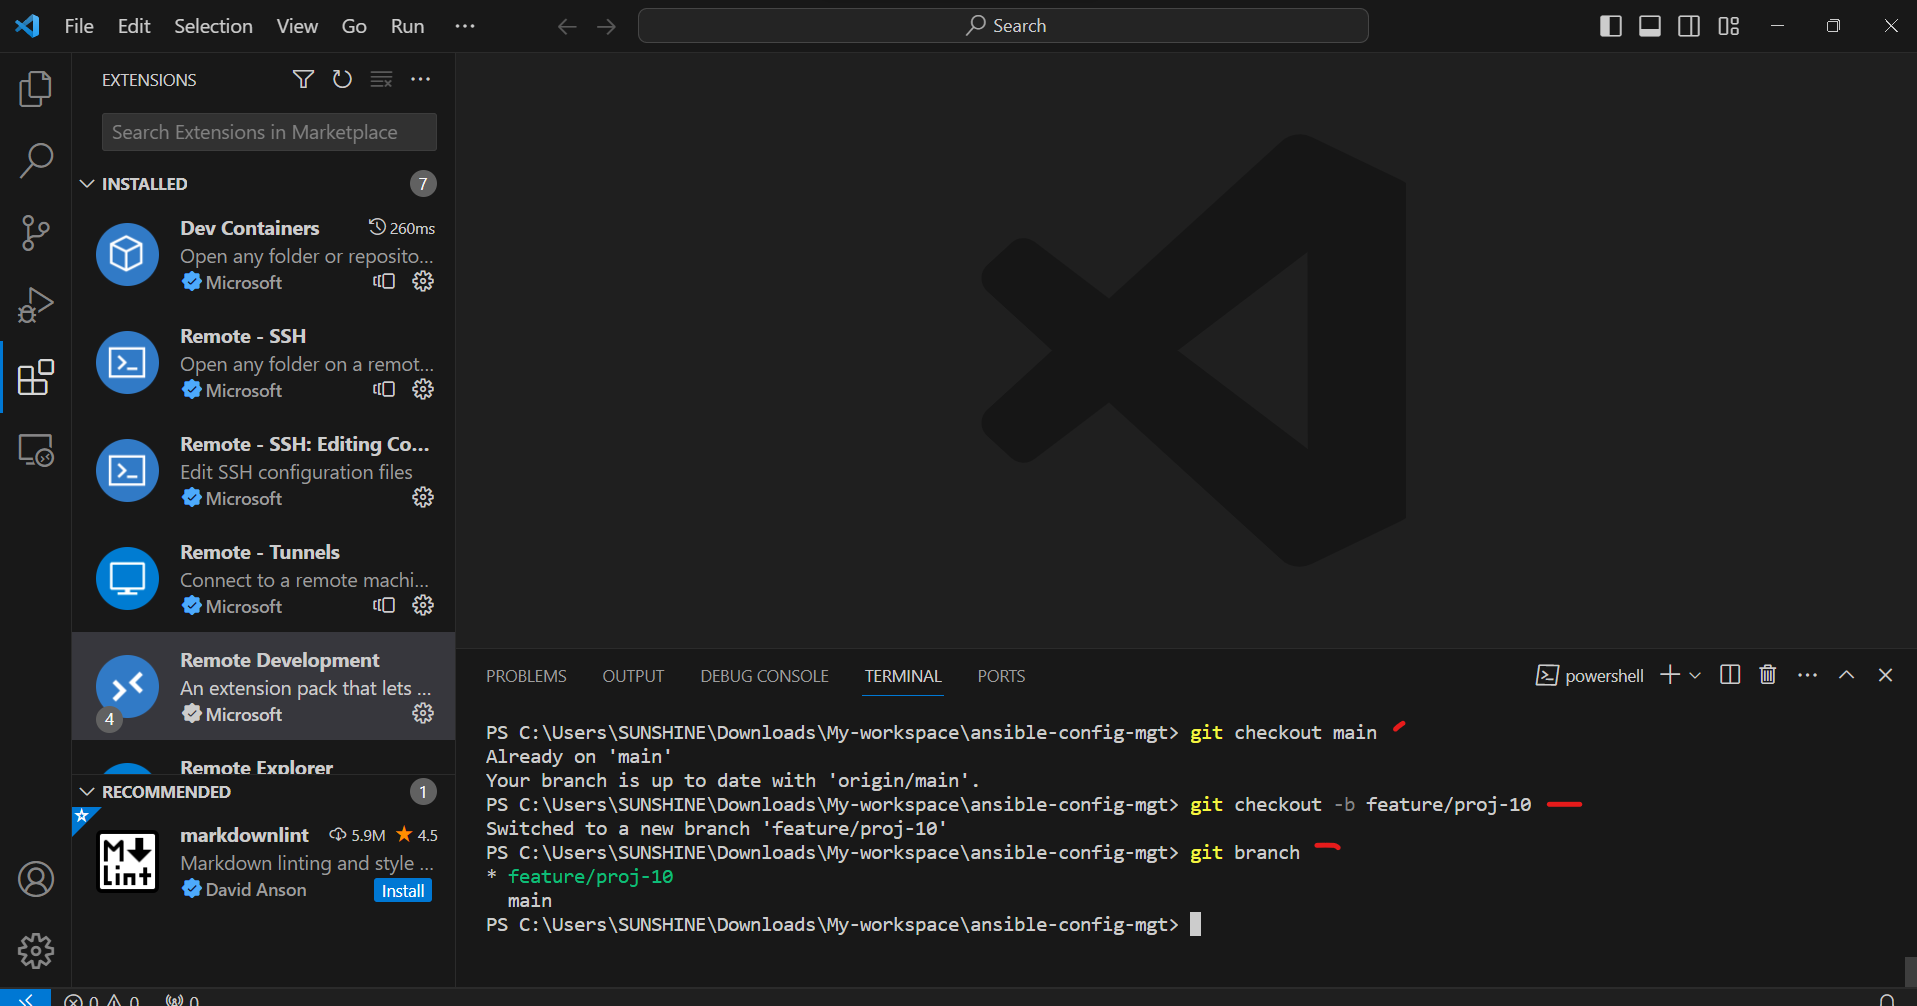 File Edit Selection View Go Run ···
Search
EXTENSIONS
Search Extensions in Marketplace
INSTALLED 7
Dev Containers 260ms
Open any folder or reposito...
Microsoft
Remote - SSH
Open any folder on a remot...
Microsoft
Remote - SSH: Editing Co...
Edit SSH configuration files
Microsoft
Remote - Tunnels
Connect to a remote machi...
Microsoft
Remote Development
An extension pack that lets ...
4 Microsoft
Remote Explorer
RECOMMENDED 1
markdownlint 5.9M 4.5
Markdown linting and style ...
David Anson Install
M Lint
PROBLEMS OUTPUT DEBUG CONSOLE TERMINAL PORTS powershell
PS C:\Users\SUNSHINE\Downloads\My-workspace\ansible-config-mgt> git checkout main
Already on 'main'
Your branch is up to date with 'origin/main'.
PS C:\Users\SUNSHINE\Downloads\My-workspace\ansible-config-mgt> git checkout -b feature/proj-10
Switched to a new branch 'feature/proj-10'
PS C:\Users\SUNSHINE\Downloads\My-workspace\ansible-config-mgt> git branch
* feature/proj-10
main
PS C:\Users\SUNSHINE\Downloads\My-workspace\ansible-config-mgt>
0 0 0